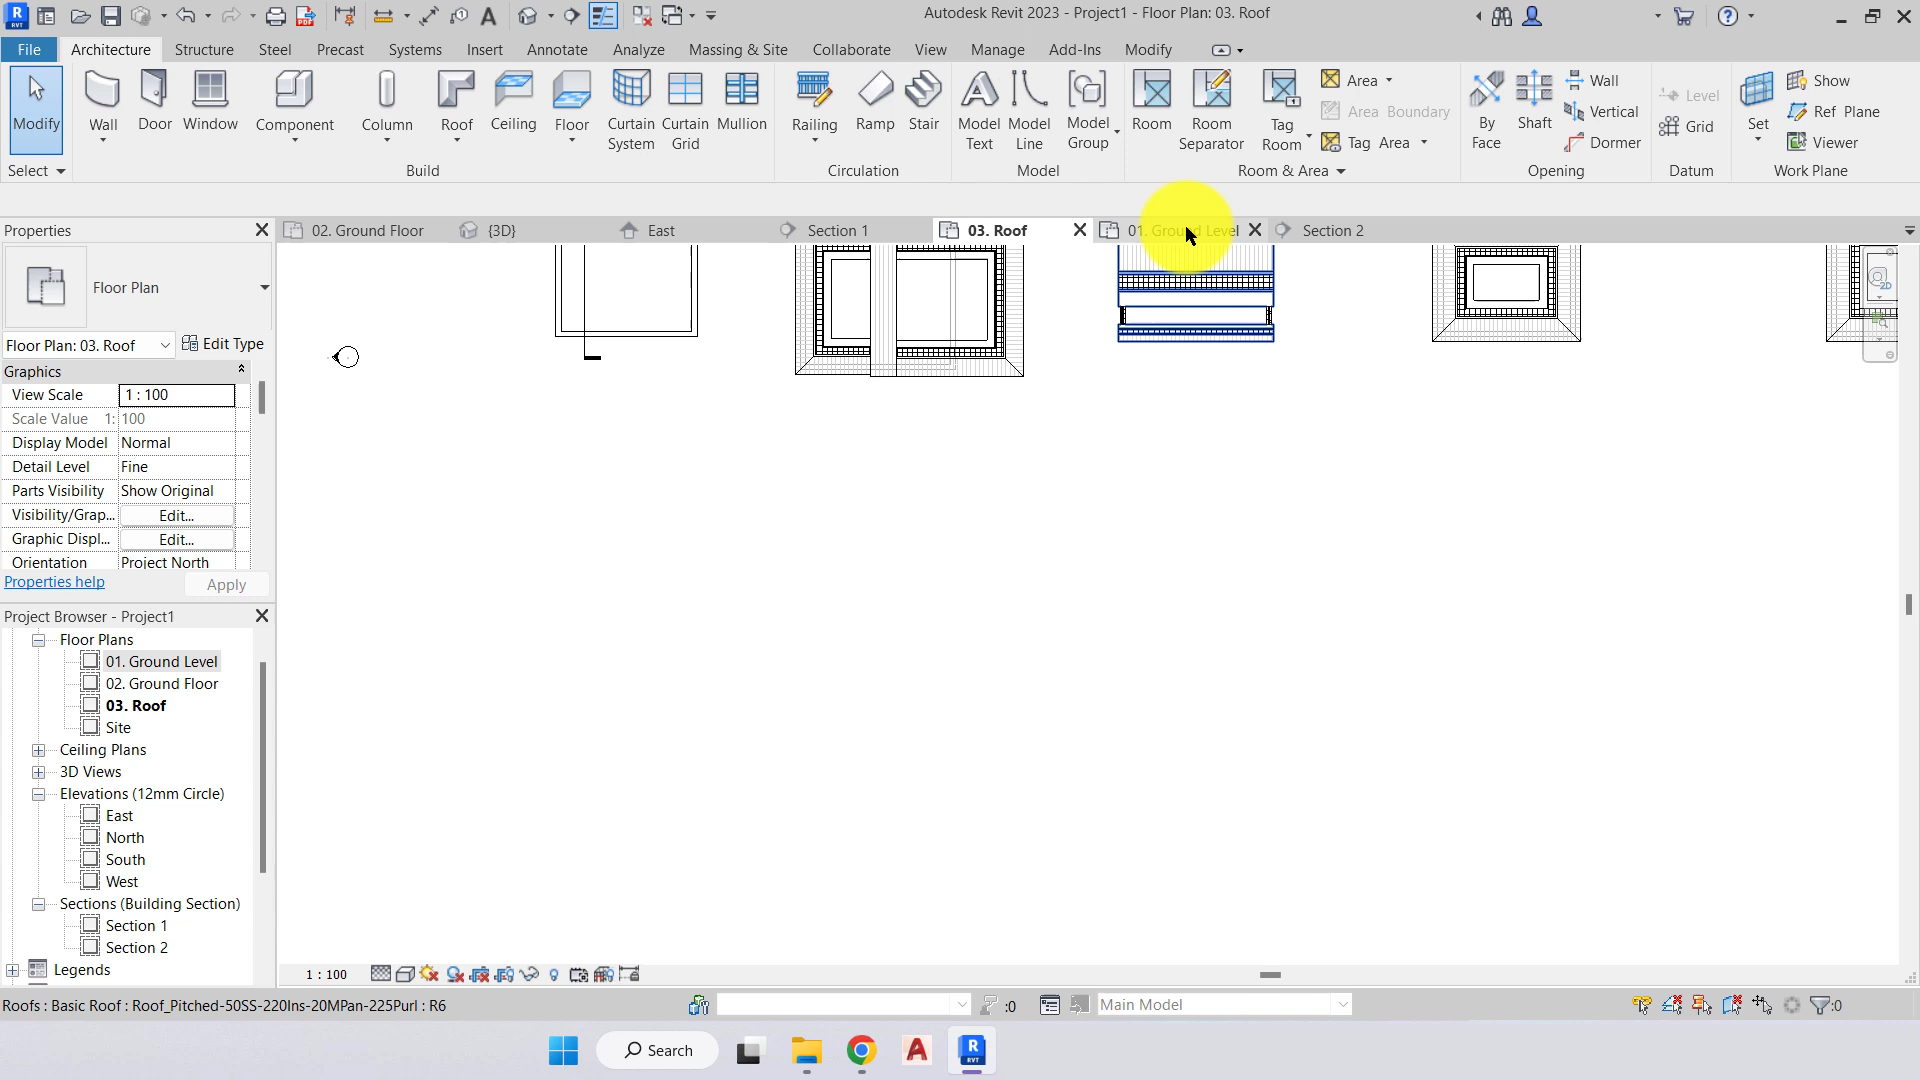 Autodesk Revit 2023 - Project1 - Floor Plan: 03. Roof
File Architecture Structure Steel Precast Systems Insert Annotate Analyze Massing & Site Collaborate View Manage Add-Ins Modify
Modify
Wall
Door
Window
Component
Column
Roof
Ceiling
Floor
Curtain System
Curtain Grid
Mullion
Railing
Ramp
Stair
Model Text
Model Line
Model Group
Room
Room Separator
Tag Room
Area
Area Boundary
Tag Area
By Face
Shaft
Wall
Vertical
Dormer
Level
Grid
Set
Show
Ref Plane
Viewer
Select Build Circulation Model Room & Area Opening Datum Work Plane
Properties
02. Ground Floor {3D} East Section 1 03. Roof 01. Ground Level Section 2
Floor Plan
Floor Plan: 03. Roof Edit Type
Graphics
View Scale 1 : 100
Scale Value 1: 100
Display Model Normal
Detail Level Fine
Parts Visibility Show Original
Visibility/Grap... Edit...
Graphic Displ... Edit...
Orientation Project North
Properties help Apply
Project Browser - Project1
Floor Plans
01. Ground Level
02. Ground Floor
03. Roof
Site
Ceiling Plans
3D Views
Elevations (12mm Circle)
East
North
South
West
Sections (Building Section)
Section 1
Section 2
Legends
2D
1 : 100
Roofs : Basic Roof : Roof_Pitched-50SS-220Ins-20MPan-225Purl : R6 :0 Main Model :0
Search
R
RVT